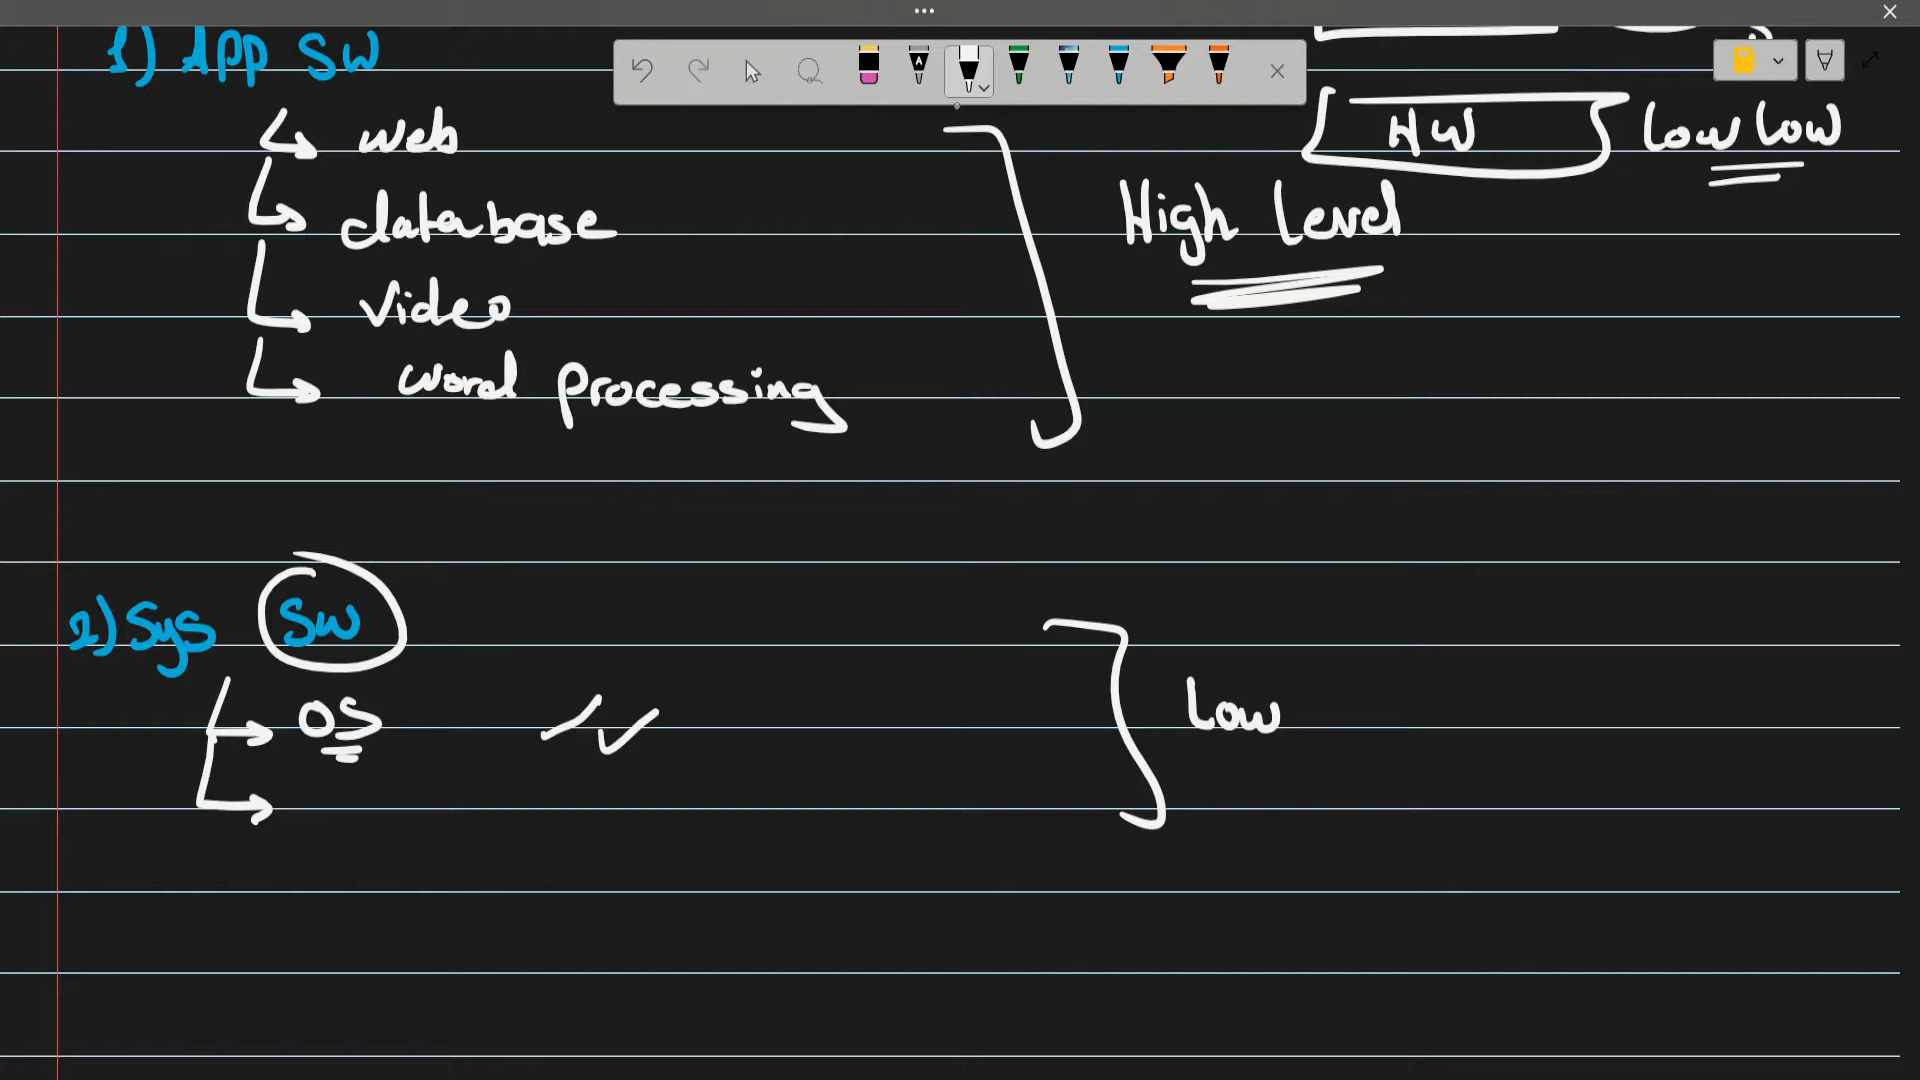 1) App SW
HW
Low Low
web
High Level
database
Video
word processing
2) Sys SW
OS
Low